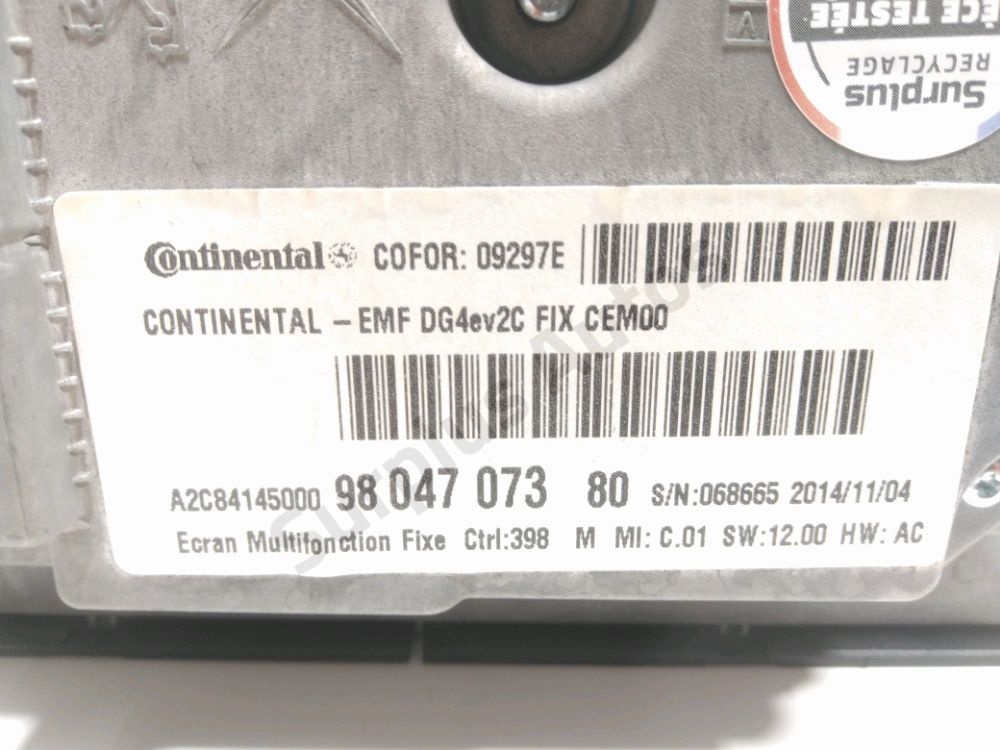 PIÈCE TESTÉE
Surplus
RECYCLAGE
Continental COFOR: 09297E
CONTINENTAL - EMF DG4ev2C FIX CEM00
A2C84145000 98 047 073 80 S/N:068665 2014/11/04
Ecran Multifonction Fixe Ctrl:398 M MI: C.01 SW:12.00 HW: AC
Surplus Autos